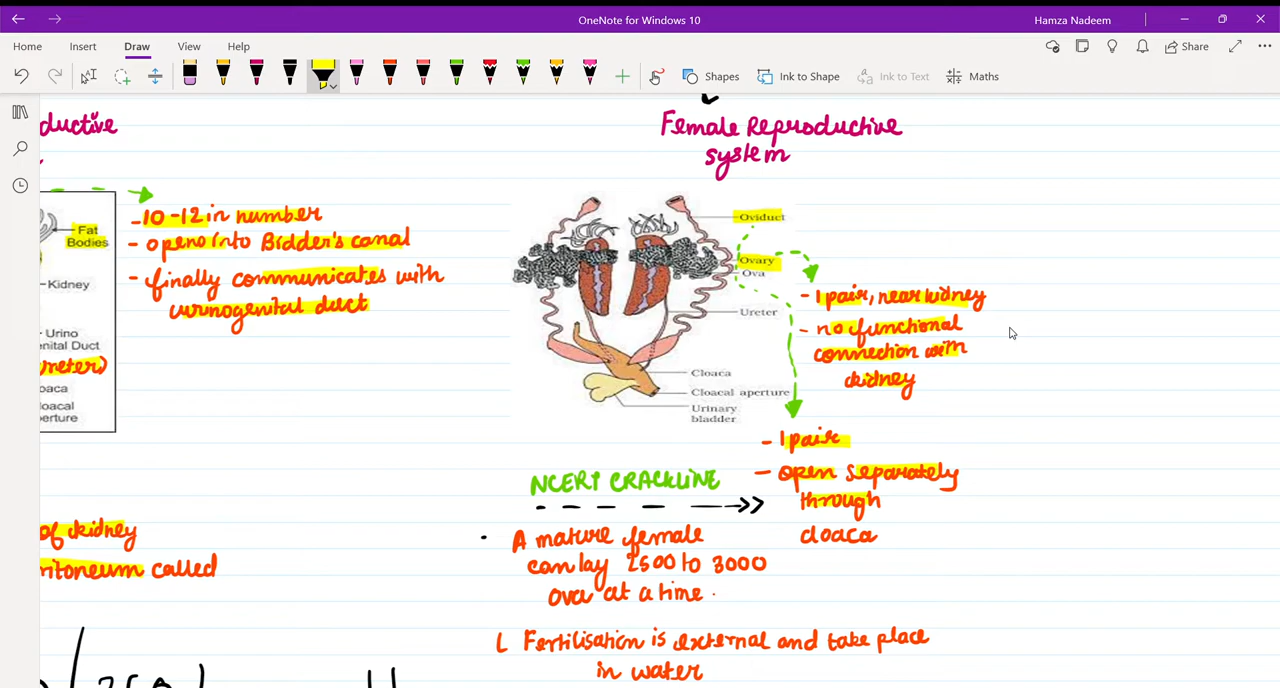 OneNote for Windows 10
Hamza Nadeem
Home Insert Draw View Help
Share
Shapes Ink to Shape Ink to Text Maths
ductive
Female Reproductive
system
- 10-12 in number
- opens into Bidder's canal
- finally communicates with
urnogenital duct
Fat
Bodies
Kidney
Urino
enital Duct
reter)
oaca
loacal
erture
Oviduct
Ovary
Ova
Ureter
Cloaca
Cloacal aperture
Urinary
bladder
- 1 pair, near kidney
- no functional
connection with
kidney
- 1 pair
- open separately
through
cloaca
NCERT CRACKLINE
A mature female
can lay 2500 to 3000
ova at a time.
L Fertilisation is external and take place
in water
of kidney
ritoneum called